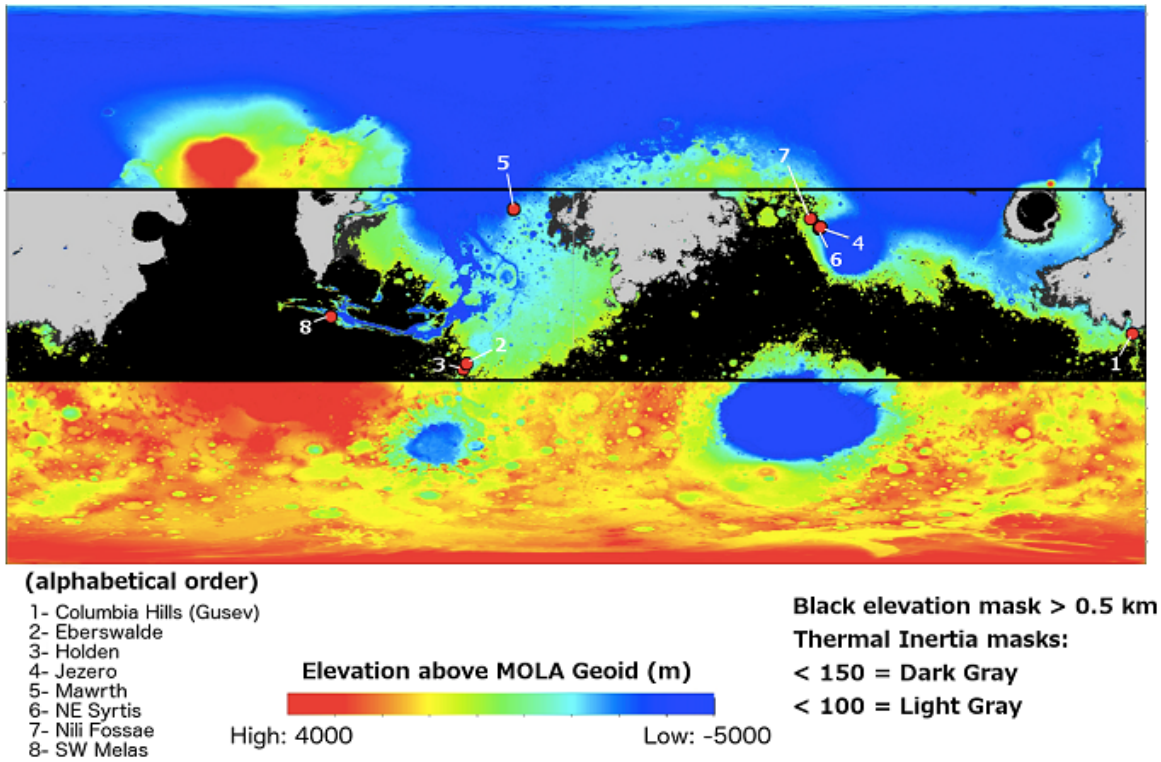 5
7
4
6
8
2
3
1
(alphabetical order)
1- Columbia Hills (Gusev)
2- Eberswalde
3- Holden
4- Jezero
5- Mawrth
6- NE Syrtis
7- Nili Fossae
8- SW Melas
Elevation above MOLA Geoid (m)
High: 4000 Low: -5000
Black elevation mask > 0.5 km
Thermal Inertia masks:
< 150 = Dark Gray
< 100 = Light Gray